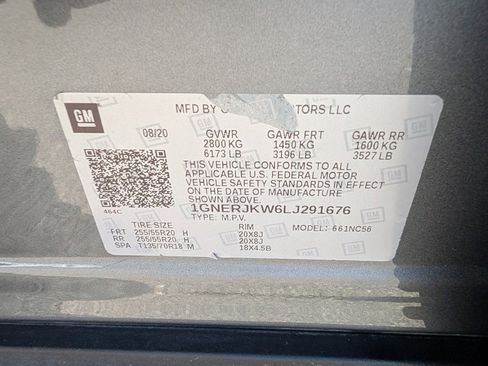 GM
MFD BY G TORS LLC
08/20 GVWR GAWR FRT GAWR RR
2800 KG 1450 KG 1600 KG
6173 LB 3196 LB 3527 LB
THIS VEHICLE CONFORMS TO ALL
APPLICABLE U.S. FEDERAL MOTOR
VEHICLE SAFETY STANDARDS IN EFFECT
ON THE DATE OF MANUFACTURE
SHOWN ABOVE.
1GNERJKW6LJ291676
464C
TYPE: M.P.V. MODEL: 661NC56
TIRE SIZE RIM
FRT 255/55R20 H 20X8J
RR 255/55R20 H 20X8J
SPA T135/70R18 M 18X4.5B